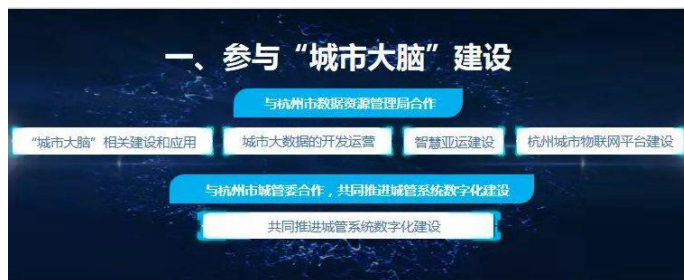 一、参与“城市大脑”建设
与杭州市数据资源管理局合作
“城市大脑”相关建设和应用
城市大数据的开发运营
智慧亚运建设
杭州城市物联网平台建设
与杭州市城管委合作，共同推进城管系统数字化建设
共同推进城管系统数字化建设